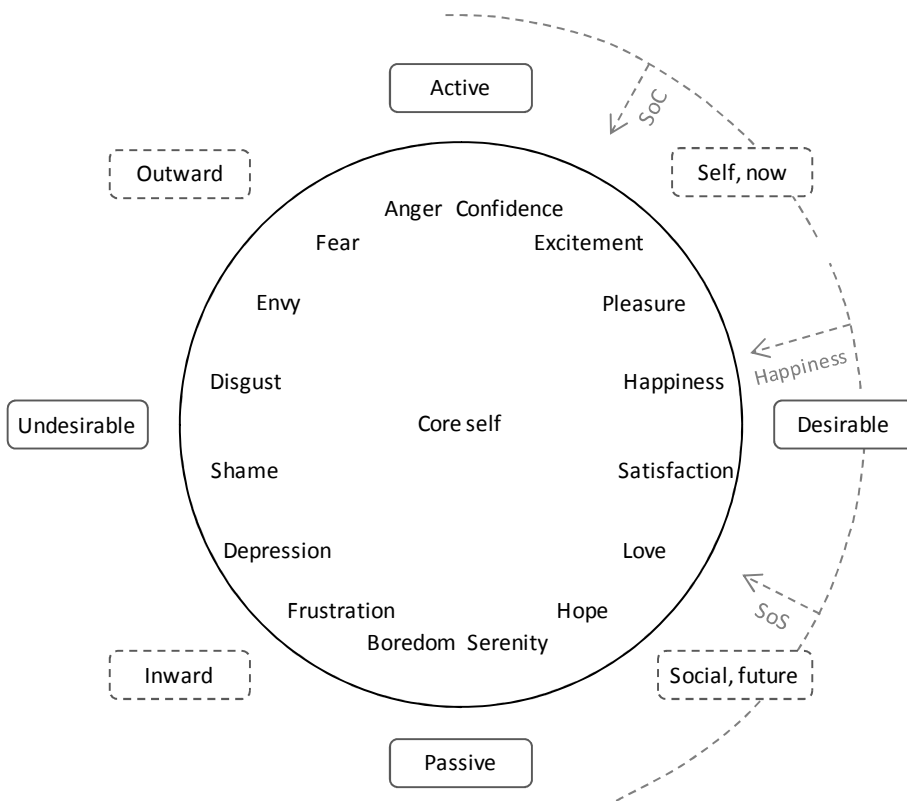 Active
SoC
Outward
Self, now
Anger Confidence
Fear
Excitement
Envy
Pleasure
Happiness
Disgust
Happiness
Undesirable
Core self
Desirable
Shame
Satisfaction
Depression
Love
Frustration
Hope
SoS
Boredom Serenity
Inward
Social, future
Passive